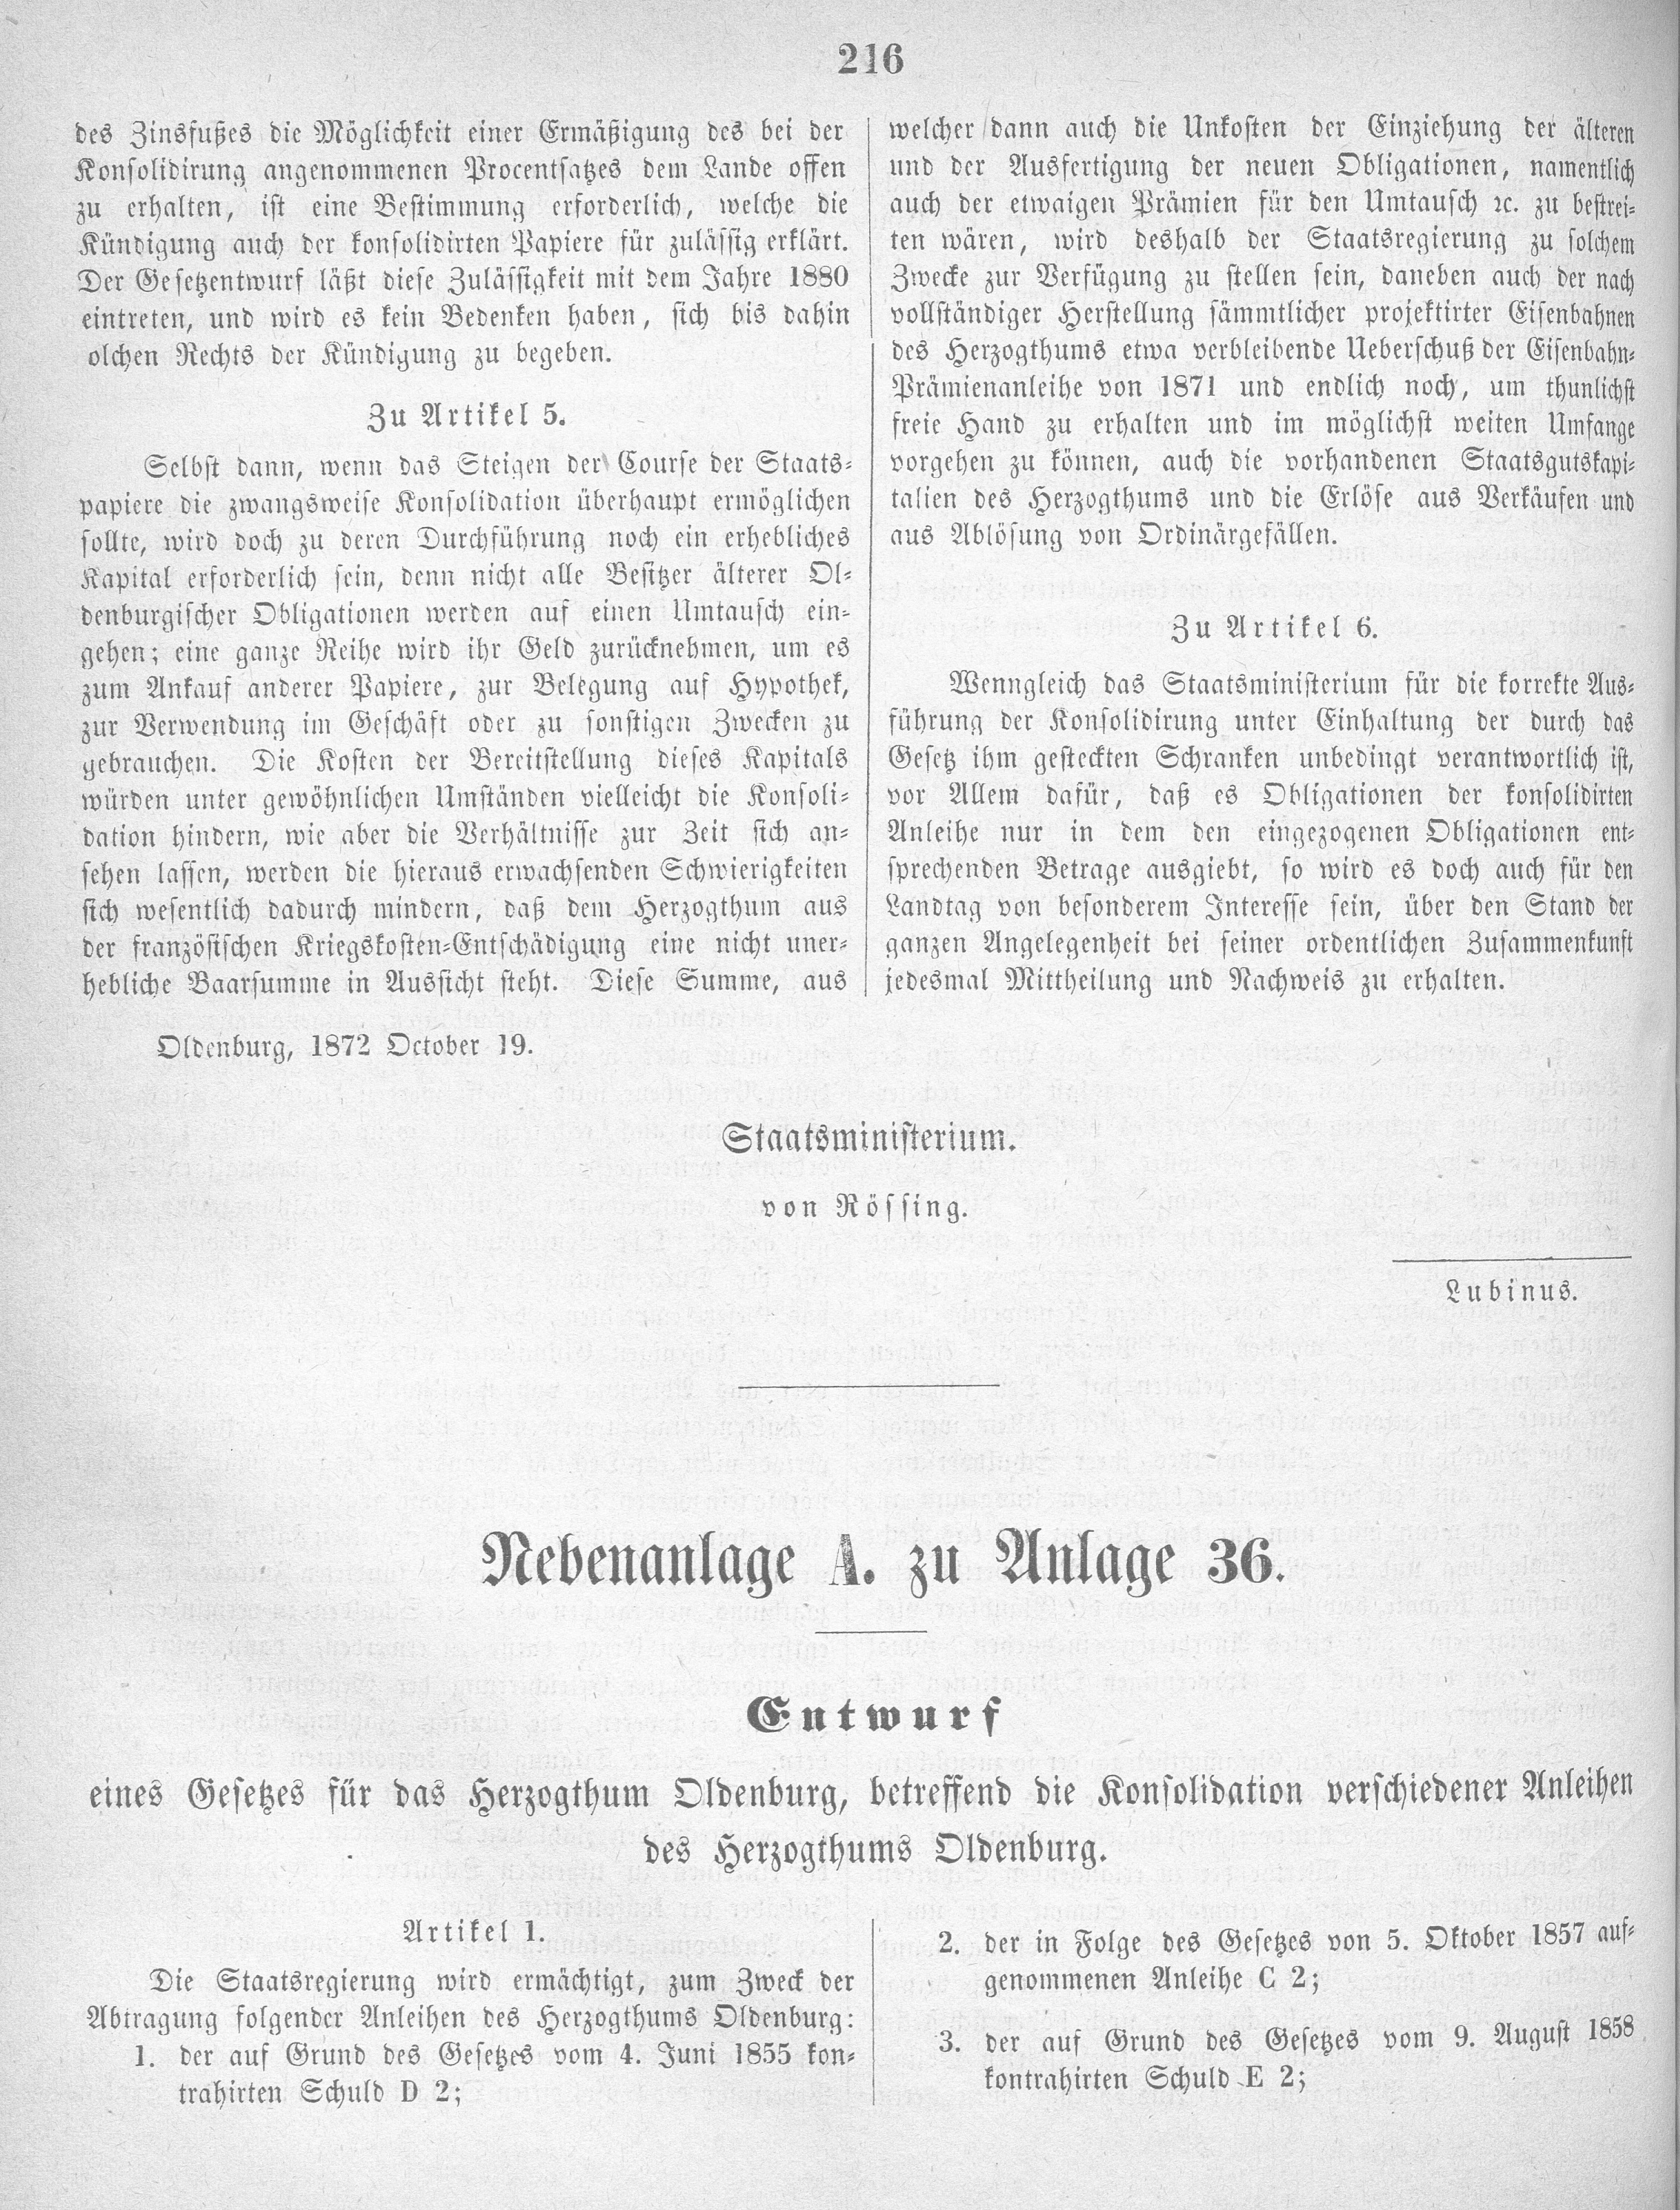 216
des Zinsfußes die Möglichkeit einer Ermäßigung des bei der
Konsolidirung angenommenen Procentsatzes dem Lande offen
zu erhalten, ist eine Bestimmung erforderlich, welche die
Kündigung auch der konsolidirten Papiere für zulässig erklärt.
Der Gesetzentwurf läßt diese Zulässigkeit mit dem Jahre 1880
eintreten, und wird es kein Bedenken haben, sich bis dahin
olchen Rechts der Kündigung zu begeben.
Zu Artikel 5.
Selbst dann, wenn das Steigen der Course der Staats-
papiere die zwangsweise Konsolidation überhaupt ermöglichen
sollte, wird doch zu deren Durchführung noch ein erhebliches
Kapital erforderlich sein, denn nicht alle Besitzer älterer Ol-
denburgischer Obligationen werden auf einen Umtausch ein-
gehen; eine ganze Reihe wird ihr Geld zurücknehmen, um es
zum Ankauf anderer Papiere, zur Belegung auf Hypothek,
zur Verwendung im Geschäft oder zu sonstigen Zwecken zu
gebrauchen. Die Kosten der Bereitstellung dieses Kapitals
würden unter gewöhnlichen Umständen vielleicht die Konsoli-
dation hindern, wie aber die Verhältnisse zur Zeit sich an-
sehen lassen, werden die hieraus erwachsenden Schwierigkeiten
sich wesentlich dadurch mindern, daß dem Herzogthum aus
der französischen Kriegskosten-Entschädigung eine nicht uner-
hebliche Baarsumme in Aussicht steht. Diese Summe, aus
welcher dann auch die Unkosten der Einziehung der älteren
und der Ausfertigung der neuen Obligationen, namentlich
auch der etwaigen Prämien für den Umtausch ꝛc. zu bestrei-
ten wären, wird deshalb der Staatsregierung zu solchem
Zwecke zur Verfügung zu stellen sein, daneben auch der nach
vollständiger Herstellung sämmtlicher projektirter Eisenbahnen
des Herzogthums etwa verbleibende Ueberschuß der Eisenbahn-
Prämienanleihe von 1871 und endlich noch, um thunlichst
freie Hand zu erhalten und im möglichst weiten Umfange
vorgehen zu können, auch die vorhandenen Staatsgutskapi-
talien des Herzogthums und die Erlöse aus Verkäufen und
aus Ablösung von Ordinärgefällen.
Zu Artikel 6.
Wenngleich das Staatsministerium für die korrekte Aus-
führung der Konsolidirung unter Einhaltung der durch das
Gesetz ihm gesteckten Schranken unbedingt verantwortlich ist,
vor Allem dafür, daß es Obligationen der konsolidirten
Anleihe nur in dem den eingezogenen Obligationen ent-
sprechenden Betrage ausgiebt, so wird es doch auch für den
Landtag von besonderem Interesse sein, über den Stand der
ganzen Angelegenheit bei seiner ordentlichen Zusammenkunft
jedesmal Mittheilung und Nachweis zu erhalten.
Oldenburg, 1872 October 19.
Staatsministerium.
von Rössing.
Lubinus.
Nebenanlage A. zu Anlage 36.
Entwurf
eines Gesetzes für das Herzogthum Oldenburg, betreffend die Konsolidation verschiedener Anleihen
des Herzogthums Oldenburg.
Artikel 1.
Die Staatsregierung wird ermächtigt, zum Zweck der
Abtragung folgender Anleihen des Herzogthums Oldenburg:
1. der auf Grund des Gesetzes vom 4. Juni 1855 kon-
trahirten Schuld D 2;
2. der in Folge des Gesetzes von 5. Oktober 1857 auf-
genommenen Anleihe C 2;
3. der auf Grund des Gesetzes vom 9. August 1858
kontrahirten Schuld E 2;